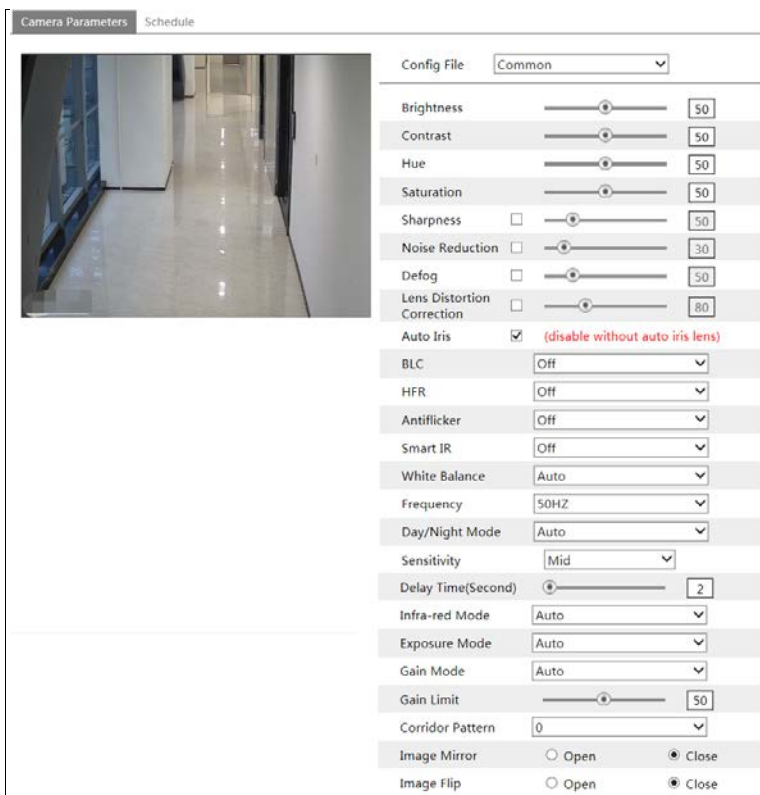 Camera Parameters Schedule
Config File Common
Brightness 50
Contrast 50
Hue 50
Saturation 50
Sharpness 50
Noise Reduction 30
Defog 50
Lens Distortion
Correction 80
Auto Iris (disable without auto iris lens)
BLC Off
HFR Off
Antiflicker Off
Smart IR Off
White Balance Auto
Frequency 50HZ
Day/Night Mode Auto
Sensitivity Mid
Delay Time(Second) 2
Infra-red Mode Auto
Exposure Mode Auto
Gain Mode Auto
Gain Limit 50
Corridor Pattern 0
Image Mirror Open Close
Image Flip Open Close